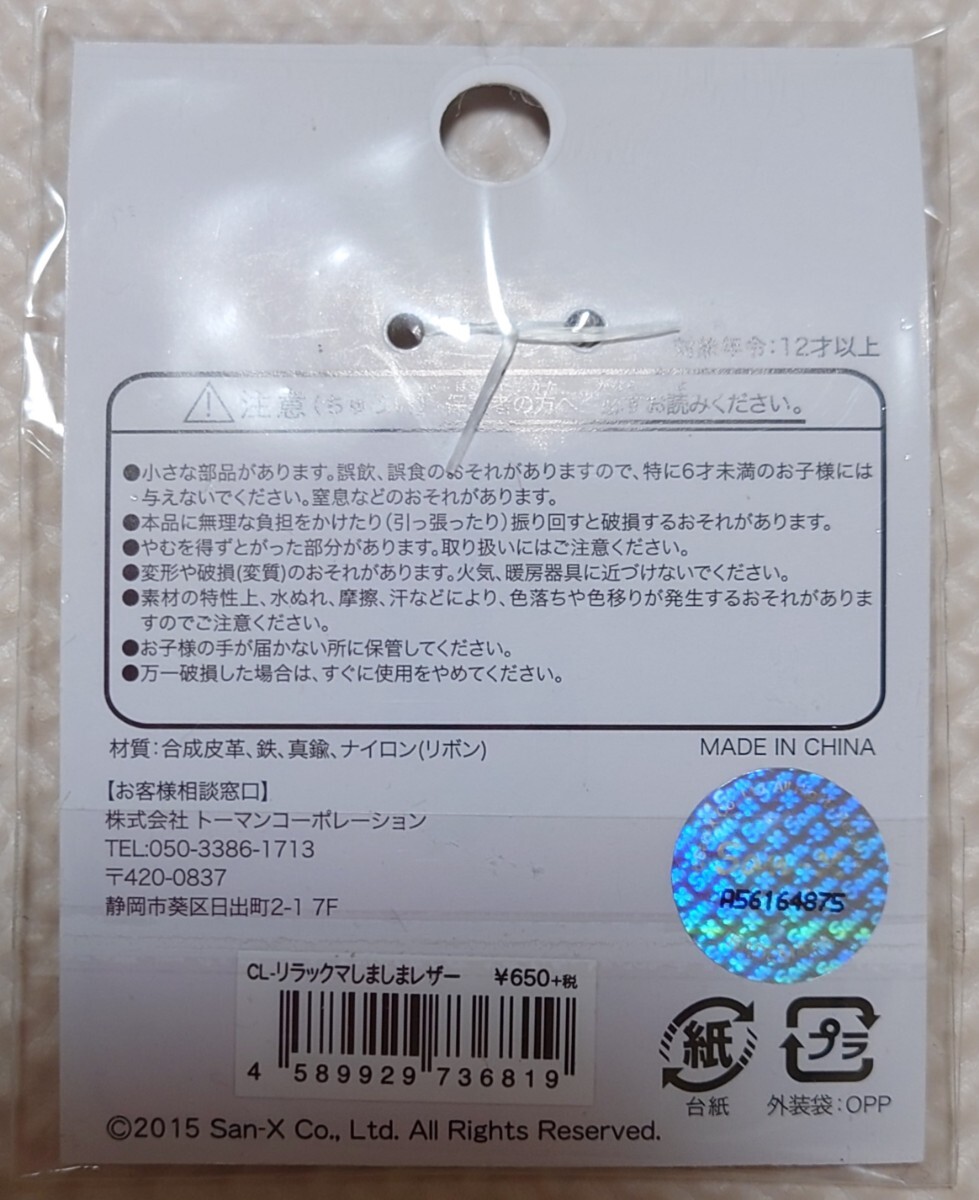 対象年令：12才以上
注意（ちゅうい） 保護者の方へ 必ずお読みください。
●小さな部品があります。誤飲、誤食のおそれがありますので、特に6才未満のお子様には
与えないでください。窒息などのおそれがあります。
●本品に無理な負担をかけたり（引っ張ったり）振り回すと破損するおそれがあります。
●やむを得ずとがった部分があります。取り扱いにはご注意ください。
●変形や破損(変質)のおそれがあります。火気、暖房器具に近づけないでください。
●素材の特性上、水ぬれ、摩擦、汗などにより、色落ちや色移りが発生するおそれがありま
すのでご注意ください。
●お子様の手が届かない所に保管してください。
●万一破損した場合は、すぐに使用をやめてください。
材質：合成皮革、鉄、真鍮、ナイロン(リボン)
MADE IN CHINA
【お客様相談窓口】
株式会社 トーマンコーポレーション
TEL:050-3386-1713
〒420-0837
静岡市葵区日出町2-1 7F
A56164875
CL-リラックマしましまレザー ¥650+税
4 589929 736819
紙
台紙
プラ
外装袋：OPP
©2015 San-X Co., Ltd. All Rights Reserved.